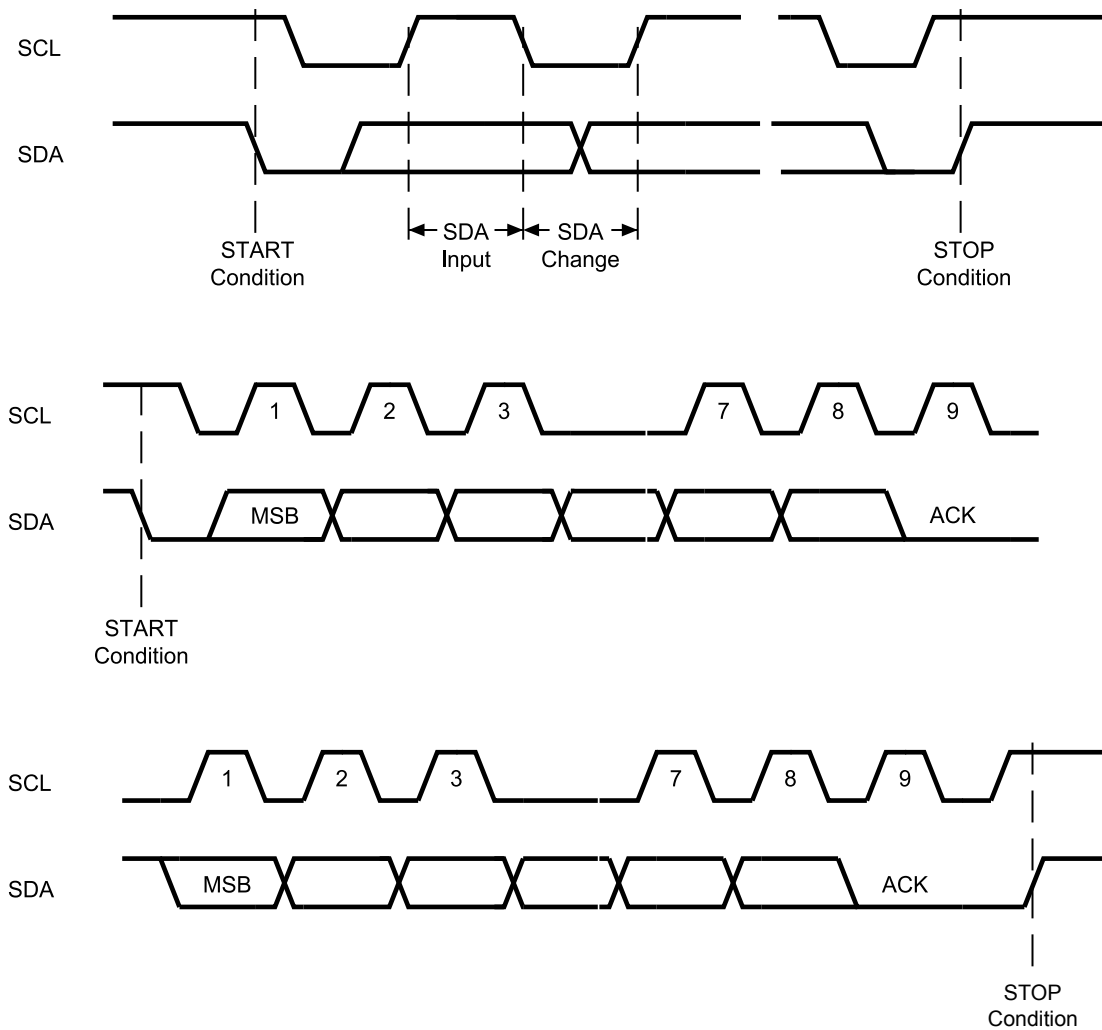 SCL
SDA
START
Condition
SDA
Input
SDA
Change
STOP
Condition
SCL
1 2 3 7 8 9
SDA
MSB ACK
START
Condition
SCL
1 2 3 7 8 9
SDA
MSB ACK
STOP
Condition